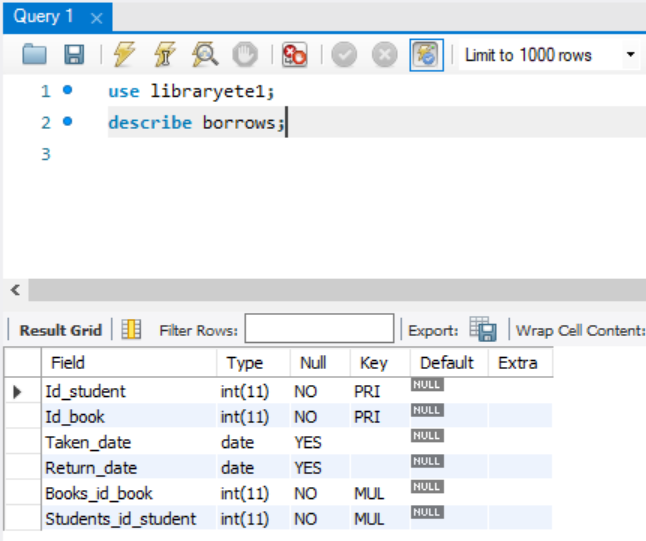 Query 1
Limit to 1000 rows
1 use libraryete1;
2 describe borrows;
3
Result Grid Filter Rows: Export: Wrap Cell Content:
Field Type Null Key Default Extra
Id_student int(11) NO PRI NULL
Id_book int(11) NO PRI NULL
Taken_date date YES NULL
Return_date date YES NULL
Books_id_book int(11) NO MUL NULL
Students_id_student int(11) NO MUL NULL